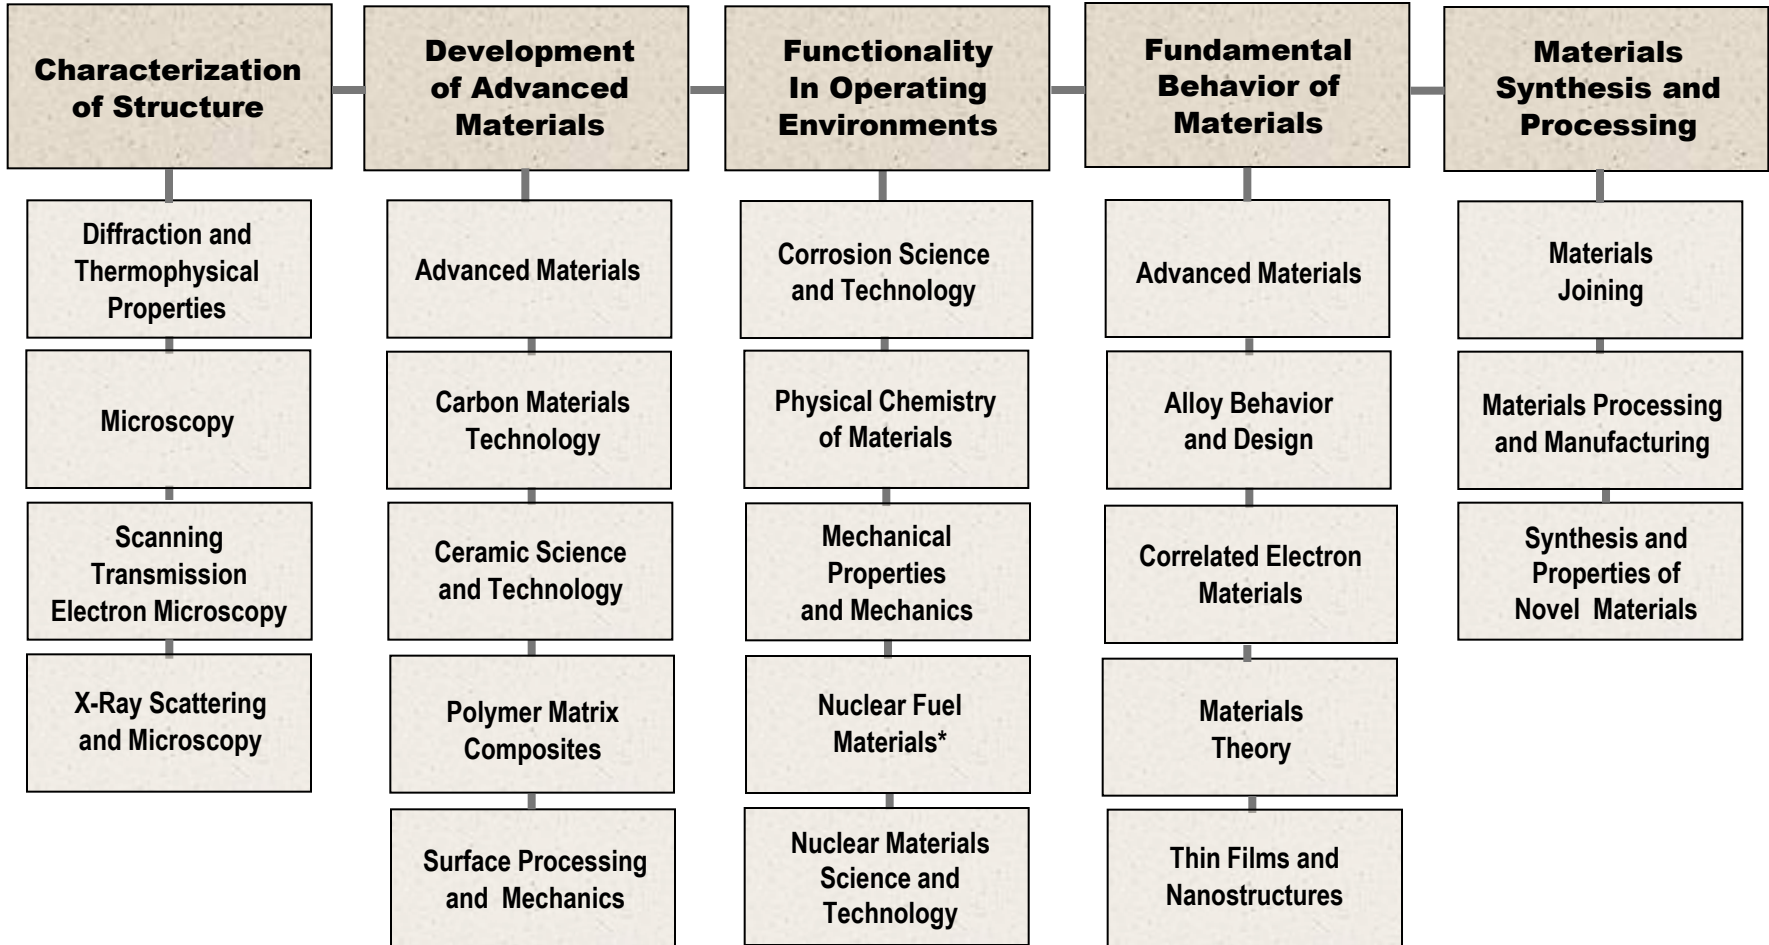 Characterization
of Structure
Development
of Advanced
Materials
Functionality
In Operating
Environments
Fundamental
Behavior of
Materials
Materials
Synthesis and
Processing
Diffraction and
Thermophysical
Properties
Microscopy
Scanning
Transmission
Electron Microscopy
X-Ray Scattering
and Microscopy
Advanced Materials
Carbon Materials
Technology
Ceramic Science
and Technology
Polymer Matrix
Composites
Surface Processing
and Mechanics
Corrosion Science
and Technology
Physical Chemistry
of Materials
Mechanical
Properties
and Mechanics
Nuclear Fuel
Materials*
Nuclear Materials
Science and
Technology
Advanced Materials
Alloy Behavior
and Design
Correlated Electron
Materials
Materials
Theory
Thin Films and
Nanostructures
Materials
Joining
Materials Processing
and Manufacturing
Synthesis and
Properties of
Novel Materials